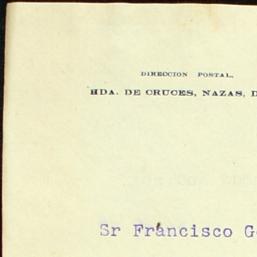 DIRECCION POSTAL.
HDA. DE CRUCES, NAZAS, D
Sr Francisco G